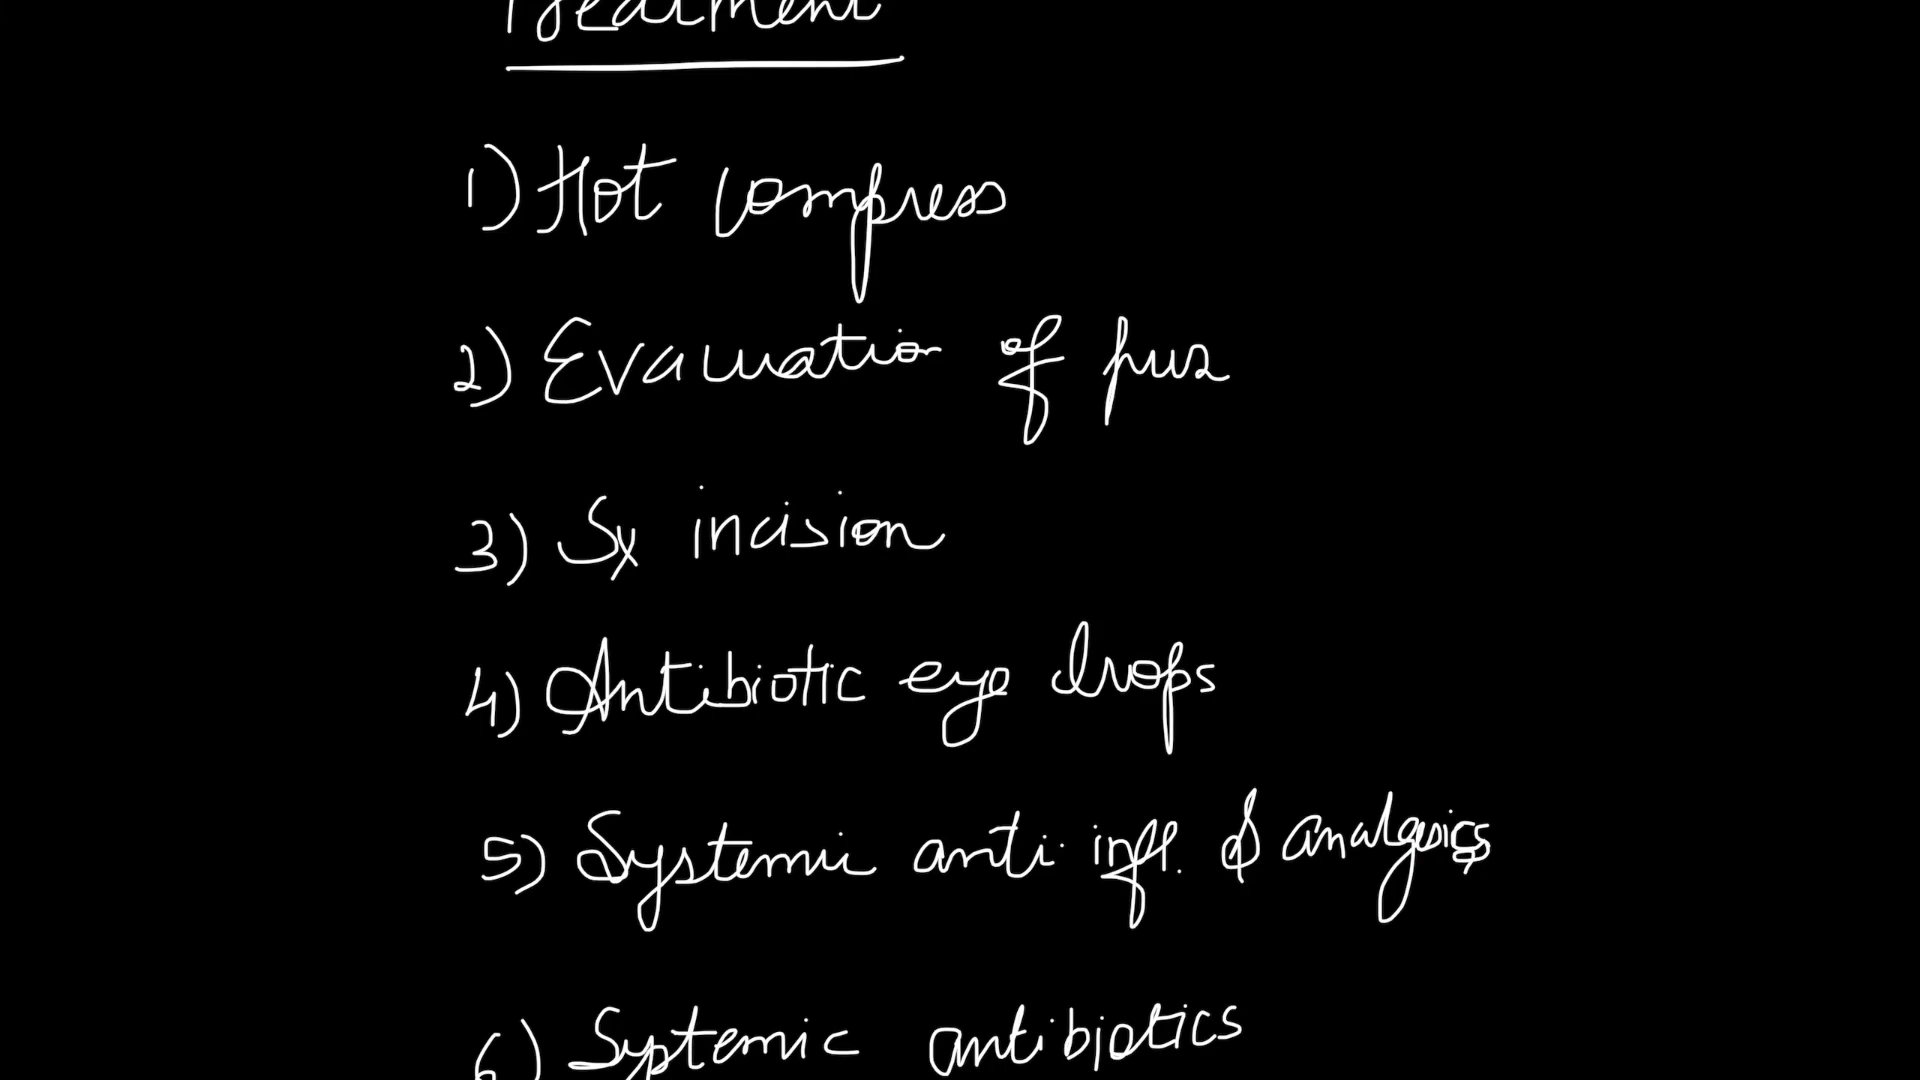 Treatment
1) Hot compress
2) Evacuation of pus
3) Sx incision
4) Antibiotic eye drops
5) Systemic anti infl. & analgesics
6) Systemic antibiotics